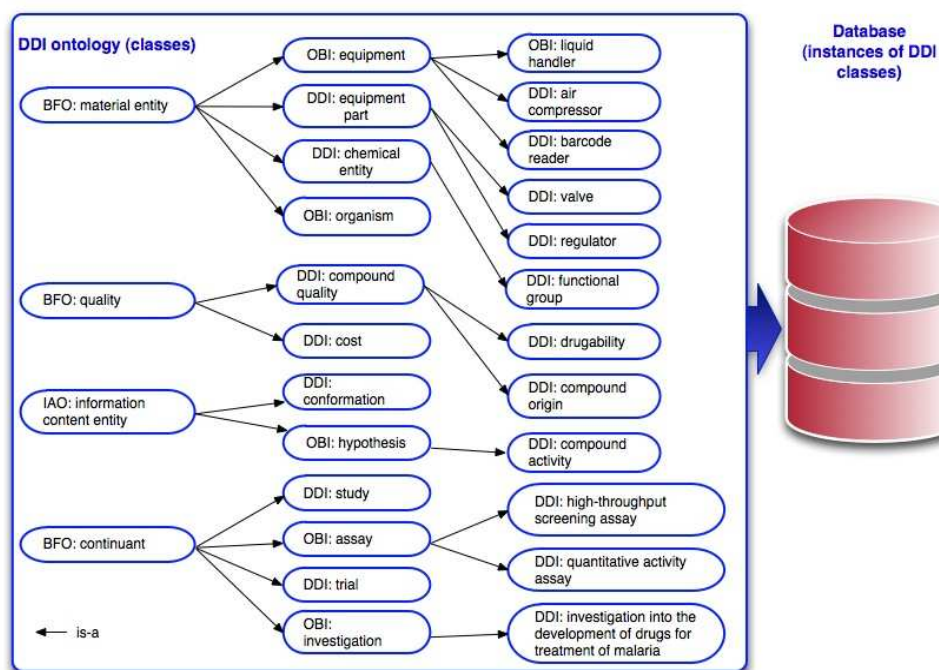 DDI ontology (classes)
BFO: material entity
BFO: quality
IAO: information
content entity
BFO: continuant
is-a
OBI: equipment
DDI: equipment
part
DDI: chemical
entity
OBI: organism
DDI: compound
quality
DDI: cost
DDI:
conformation
OBI: hypothesis
DDI: study
OBI: assay
DDI: trial
OBI:
investigation
OBI: liquid
handler
DDI: air
compressor
DDI: barcode
reader
DDI: valve
DDI: regulator
DDI: functional
group
DDI: drugability
DDI: compound
origin
DDI: compound
activity
DDI: high-throughput
screening assay
DDI: quantitative activity
assay
DDI: investigation into the
development of drugs for
treatment of malaria
Database
(instances of DDI
classes)